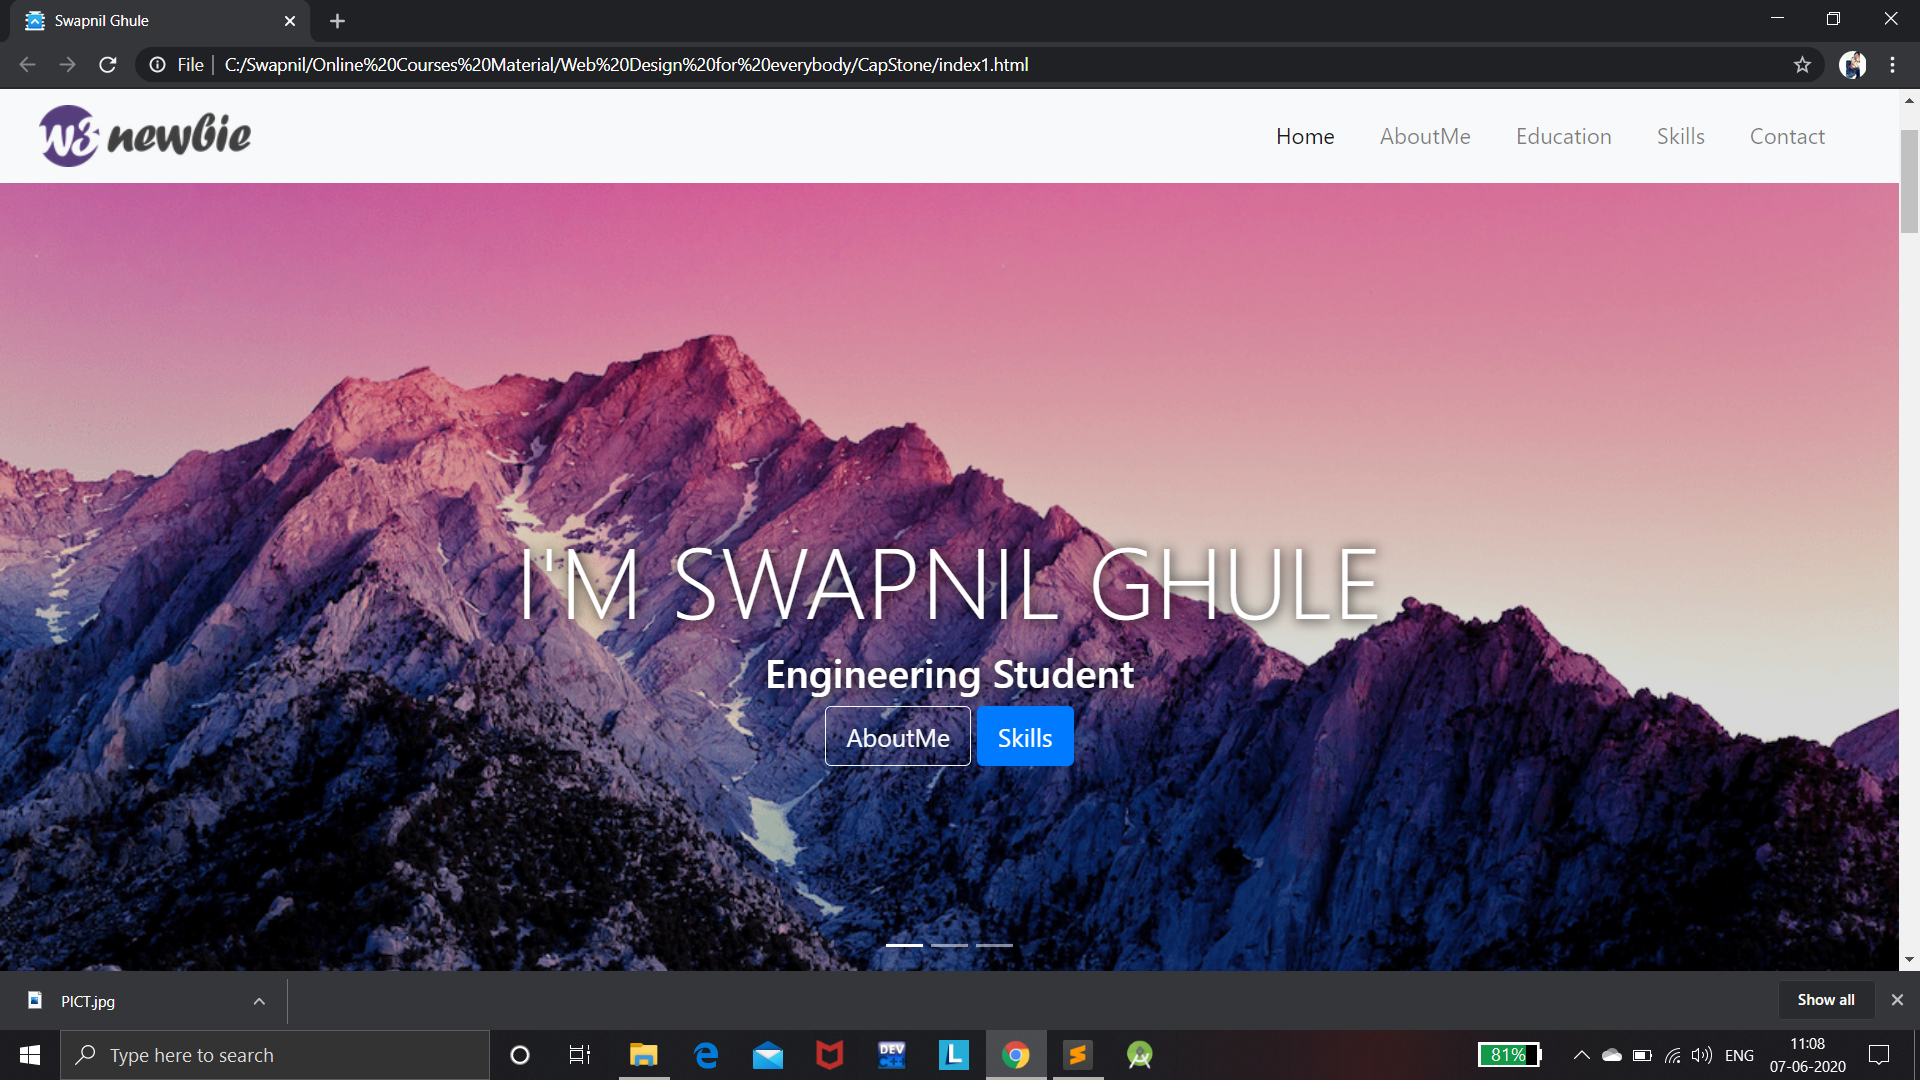 Swapnil Ghule
File
C:/Swapnil/Online%20Courses%20Material/Web%20Design%20for%20everybody/CapStone/index1.html
w3 newbie
Home AboutMe Education Skills Contact
I'M SWAPNIL GHULE
Engineering Student
AboutMe Skills
PICT.jpg
Show all
Type here to search
DEV
C++
L
81%
ENG
11:08
07-06-2020